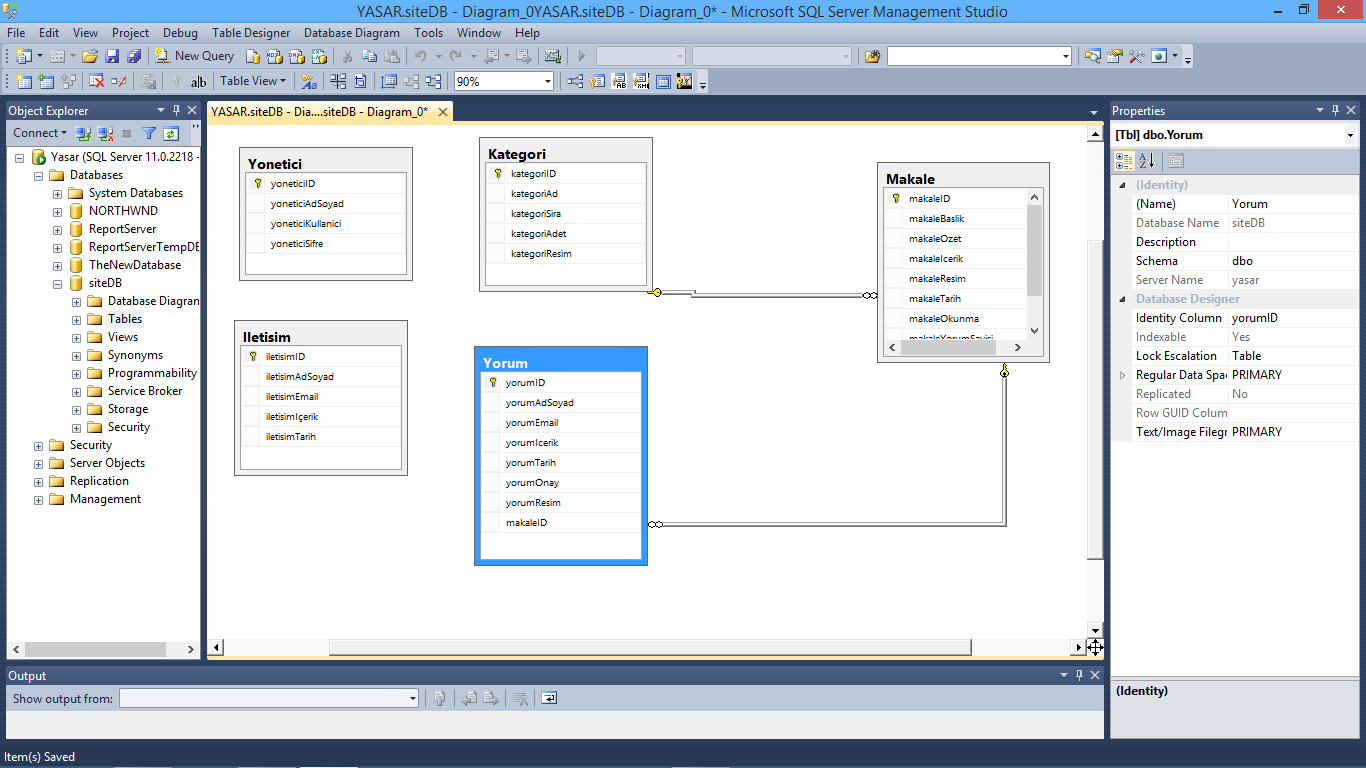 YASAR.siteDB - Diagram_0YASAR.siteDB - Diagram_0* - Microsoft SQL Server Management Studio
File Edit View Project Debug Table Designer Database Diagram Tools Window Help
New Query
Table View 90%
Object Explorer
Connect
Yasar (SQL Server 11.0.2218 -
Databases
System Databases
NORTHWND
ReportServer
ReportServerTempDB
TheNewDatabase
siteDB
Database Diagran
Tables
Views
Synonyms
Programmability
Service Broker
Storage
Security
Security
Server Objects
Replication
Management
YASAR.siteDB - Dia....siteDB - Diagram_0*
Yonetici
yoneticiID
yoneticiAdSoyad
yoneticiKullanici
yoneticiSifre
Kategori
kategoriID
kategoriAd
kategoriSira
kategoriAdet
kategoriResim
Makale
makaleID
makaleBaslik
makaleOzet
makaleIcerik
makaleResim
makaleTarih
makaleOkunma
makaleYorumSayisi
Iletisim
iletisimID
iletisimAdSoyad
iletisimEmail
iletisimIçerik
iletisimTarih
Yorum
yorumID
yorumAdSoyad
yorumEmail
yorumIcerik
yorumTarih
yorumOnay
yorumResim
makaleID
Properties
[Tbl] dbo.Yorum
(Identity)
(Name) Yorum
Database Name siteDB
Description
Schema dbo
Server Name yasar
Database Designer
Identity Column yorumID
Indexable Yes
Lock Escalation Table
Regular Data Spac PRIMARY
Replicated No
Row GUID Colum
Text/Image Filegr PRIMARY
(Identity)
Output
Show output from:
Item(s) Saved